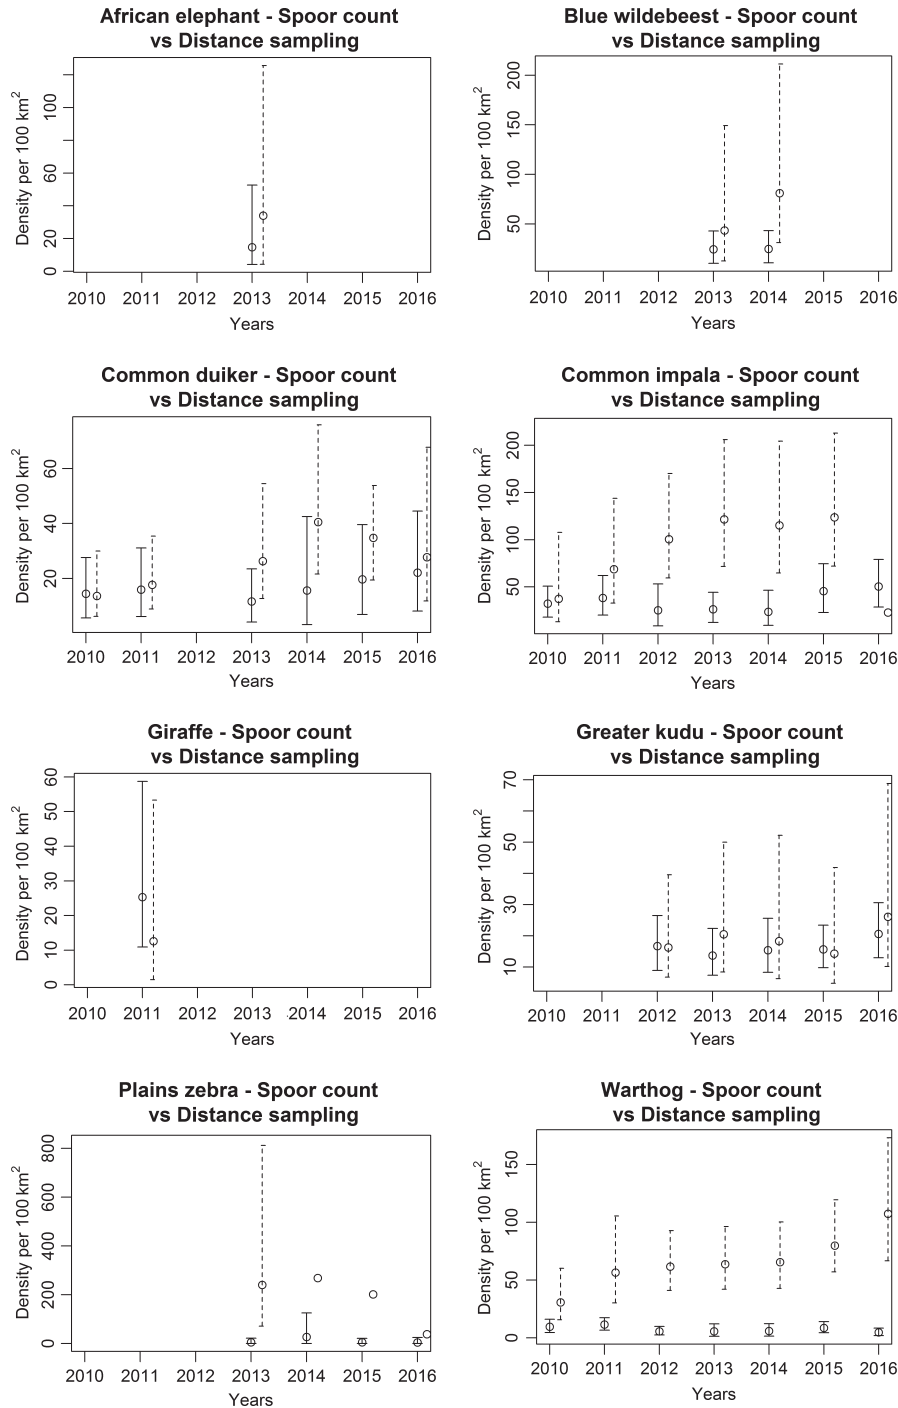 African elephant - Spoor count
vs Distance sampling
Density per 100 km2
0 20 60 100
2010 2011 2012 2013 2014 2015 2016
Years
Blue wildebeest - Spoor count
vs Distance sampling
Density per 100 km2
50 100 150 200
2010 2011 2012 2013 2014 2015 2016
Years
Common duiker - Spoor count
vs Distance sampling
Density per 100 km2
20 40 60
2010 2011 2012 2013 2014 2015 2016
Years
Common impala - Spoor count
vs Distance sampling
Density per 100 km2
50 100 150 200
2010 2011 2012 2013 2014 2015 2016
Years
Giraffe - Spoor count
vs Distance sampling
Density per 100 km2
0 10 20 30 40 50 60
2010 2011 2012 2013 2014 2015 2016
Years
Greater kudu - Spoor count
vs Distance sampling
Density per 100 km2
10 30 50 70
2010 2011 2012 2013 2014 2015 2016
Years
Plains zebra - Spoor count
vs Distance sampling
Density per 100 km2
0 200 400 600 800
2010 2011 2012 2013 2014 2015 2016
Years
Warthog - Spoor count
vs Distance sampling
Density per 100 km2
0 50 100 150
2010 2011 2012 2013 2014 2015 2016
Years